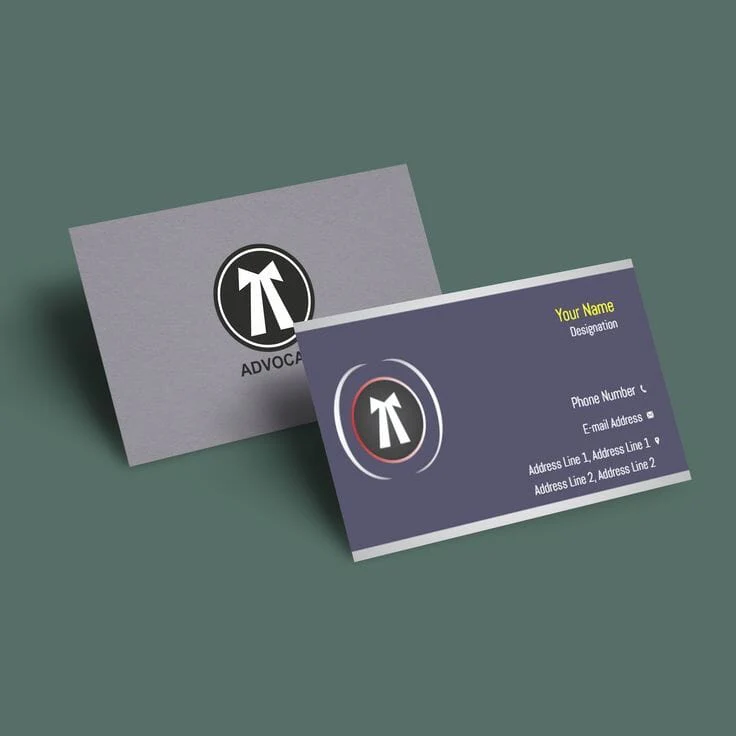 ADVOCA
Your Name
Designation
Phone Number
E-mail Address
Address Line 1, Address Line 1
Address Line 2, Address Line 2